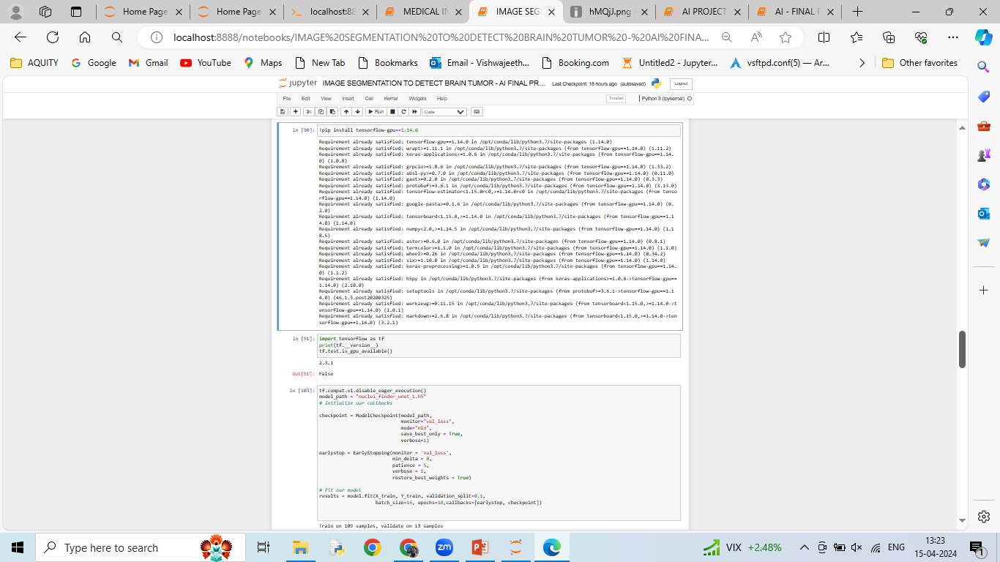 Home Page
Home Page
localhost:88
MEDICAL IN
IMAGE SEG
hMQjJ.png
AI PROJECT
AI - FINAL P
localhost:8888/notebooks/IMAGE%20SEGMENTATION%20TO%20DETECT%20BRAIN%20TUMOR%20-%20AI%20FINA...
AQUITY
Google
Gmail
YouTube
Maps
New Tab
Bookmarks
Email - Vishwajeeth...
Booking.com
Untitled2 - Jupyter...
vsftpd.conf(5) — Ar...
Other favorites
jupyter IMAGE SEGMENTATION TO DETECT BRAIN TUMOR - AI FINAL PR... Last Checkpoint: 18 hours ago (autosaved)
Logout
File Edit View Insert Cell Kernel Widgets Help
Trusted
Python 3 (ipykernel)
Run
Code
In [90]: !pip install tensorflow-gpu==1.14.0
Requirement already satisfied: tensorflow-gpu==1.14.0 in /opt/conda/lib/python3.7/site-packages (1.14.0)
Requirement already satisfied: wrapt>=1.11.1 in /opt/conda/lib/python3.7/site-packages (from tensorflow-gpu==1.14.0) (1.11.2)
Requirement already satisfied: keras-applications>=1.0.6 in /opt/conda/lib/python3.7/site-packages (from tensorflow-gpu==1.14.
0) (1.0.8)
Requirement already satisfied: grpcio>=1.8.6 in /opt/conda/lib/python3.7/site-packages (from tensorflow-gpu==1.14.0) (1.33.2)
Requirement already satisfied: absl-py>=0.7.0 in /opt/conda/lib/python3.7/site-packages (from tensorflow-gpu==1.14.0) (0.11.0)
Requirement already satisfied: gast>=0.2.0 in /opt/conda/lib/python3.7/site-packages (from tensorflow-gpu==1.14.0) (0.3.3)
Requirement already satisfied: protobuf>=3.6.1 in /opt/conda/lib/python3.7/site-packages (from tensorflow-gpu==1.14.0) (3.13.0)
Requirement already satisfied: tensorflow-estimator<1.15.0rc0,>=1.14.0rc0 in /opt/conda/lib/python3.7/site-packages (from tenso
rflow-gpu==1.14.0) (1.14.0)
Requirement already satisfied: google-pasta>=0.1.6 in /opt/conda/lib/python3.7/site-packages (from tensorflow-gpu==1.14.0) (0.
2.0)
Requirement already satisfied: tensorboard<1.15.0,>=1.14.0 in /opt/conda/lib/python3.7/site-packages (from tensorflow-gpu==1.1
4.0) (1.14.0)
Requirement already satisfied: numpy<2.0,>=1.14.5 in /opt/conda/lib/python3.7/site-packages (from tensorflow-gpu==1.14.0) (1.1
8.5)
Requirement already satisfied: astor>=0.6.0 in /opt/conda/lib/python3.7/site-packages (from tensorflow-gpu==1.14.0) (0.8.1)
Requirement already satisfied: termcolor>=1.1.0 in /opt/conda/lib/python3.7/site-packages (from tensorflow-gpu==1.14.0) (1.1.0)
Requirement already satisfied: wheel>=0.26 in /opt/conda/lib/python3.7/site-packages (from tensorflow-gpu==1.14.0) (0.34.2)
Requirement already satisfied: six>=1.10.0 in /opt/conda/lib/python3.7/site-packages (from tensorflow-gpu==1.14.0) (1.14.0)
Requirement already satisfied: keras-preprocessing>=1.0.5 in /opt/conda/lib/python3.7/site-packages (from tensorflow-gpu==1.14.
0) (1.1.2)
Requirement already satisfied: h5py in /opt/conda/lib/python3.7/site-packages (from keras-applications>=1.0.6->tensorflow-gpu==
1.14.0) (2.10.0)
Requirement already satisfied: setuptools in /opt/conda/lib/python3.7/site-packages (from protobuf>=3.6.1->tensorflow-gpu==1.1
4.0) (46.1.3.post20200325)
Requirement already satisfied: werkzeug>=0.11.15 in /opt/conda/lib/python3.7/site-packages (from tensorboard<1.15.0,>=1.14.0->t
ensorflow-gpu==1.14.0) (1.0.1)
Requirement already satisfied: markdown>=2.6.8 in /opt/conda/lib/python3.7/site-packages (from tensorboard<1.15.0,>=1.14.0->ten
sorflow-gpu==1.14.0) (3.2.1)
In [91]: import tensorflow as tf
print(tf.__version__)
tf.test.is_gpu_available()
2.3.1
Out[91]: False
In [103]: tf.compat.v1.disable_eager_execution()
model_path = "nuclei_finder_unet_1.h5"
# Initialize our callbacks
checkpoint = ModelCheckpoint(model_path,
monitor="val_loss",
mode="min",
save_best_only = True,
verbose=1)
earlystop = EarlyStopping(monitor = 'val_loss',
min_delta = 0,
patience = 5,
verbose = 1,
restore_best_weights = True)
# Fit our model
results = model.fit(X_train, Y_train, validation_split=0.1,
batch_size=16, epochs=10,callbacks=[earlystop, checkpoint])
Train on 109 samples, validate on 13 samples
Type here to search
zm
VIX +2.48%
ENG
13:23
15-04-2024
1